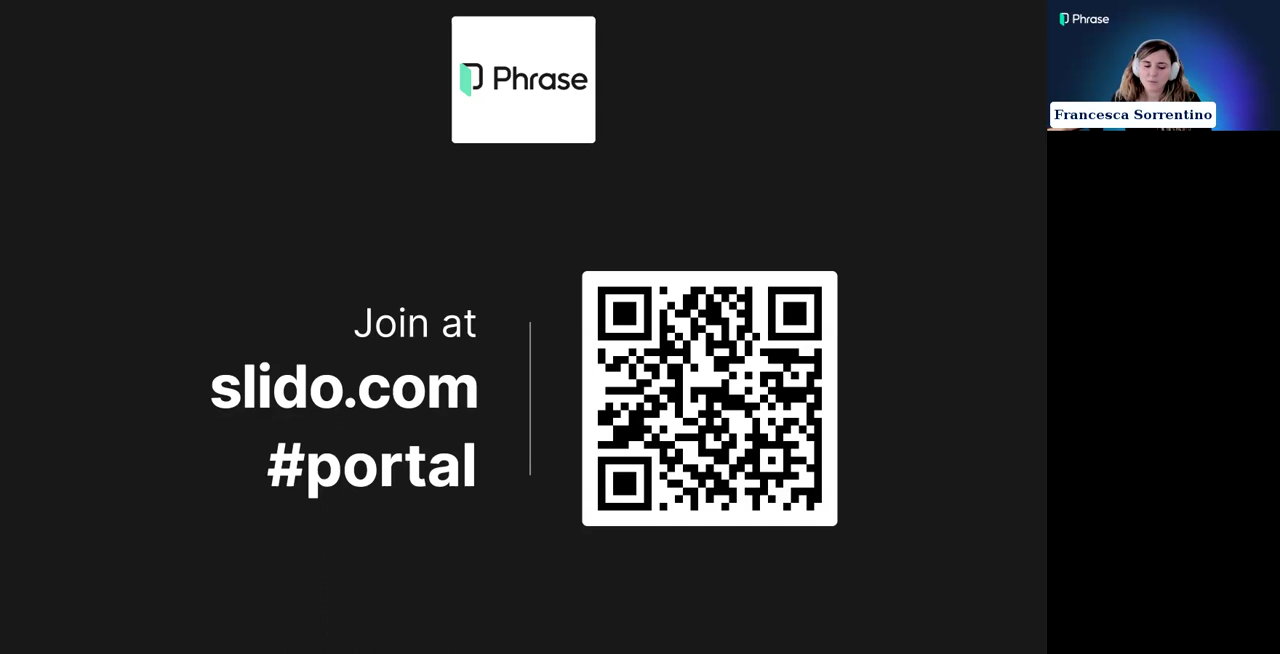 Phrase
Join at
slido.com
#portal
Phrase
Francesca Sorrentino